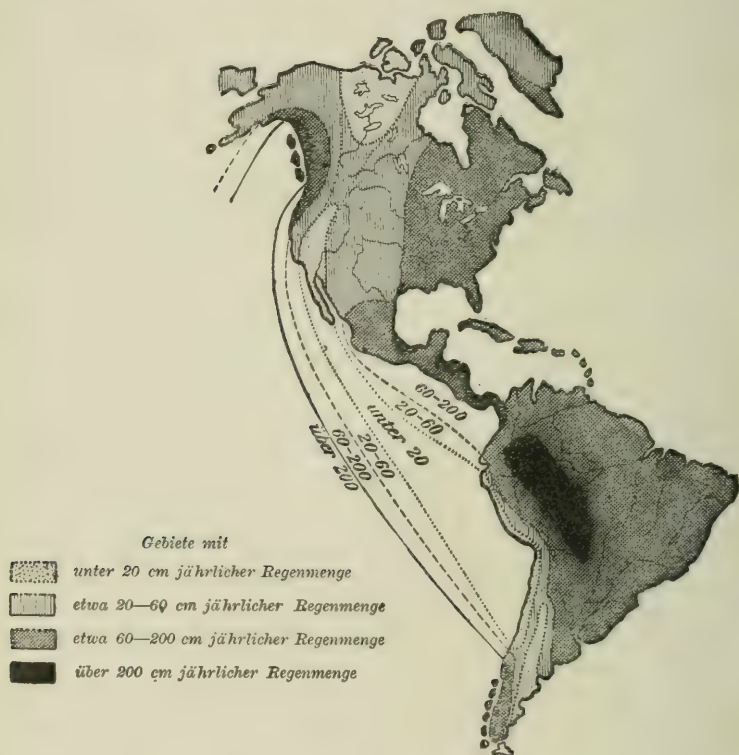 60-200
20-60
unter 20
20-60
60-200
über 200
Gebiete mit
unter 20 cm jährlicher Regenmenge
etwa 20—60 cm jährlicher Regenmenge
etwa 60—200 cm jährlicher Regenmenge
über 200 cm jährlicher Regenmenge